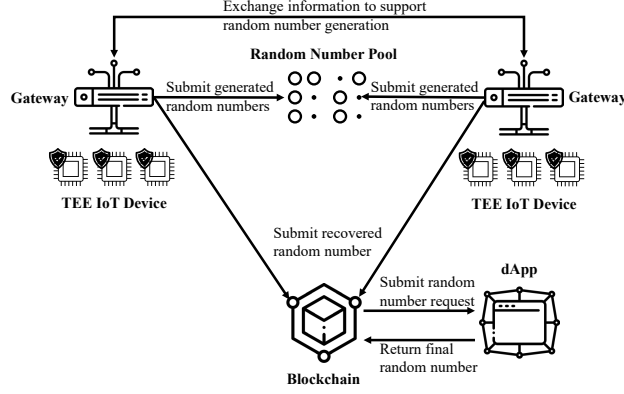 Exchange information to support
random number generation
Random Number Pool
Gateway
Submit generated
random numbers
Submit generated
random numbers
Gateway
TEE IoT Device
TEE IoT Device
Submit recovered
random number
dApp
Submit random
number request
Return final
random number
Blockchain